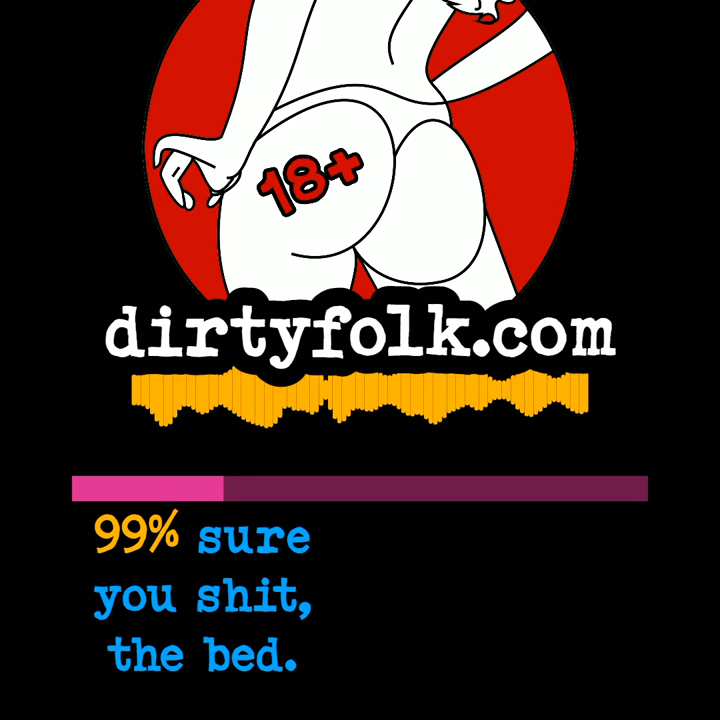 18+
dirtyfolk.com
99% sure
you shit,
the bed.